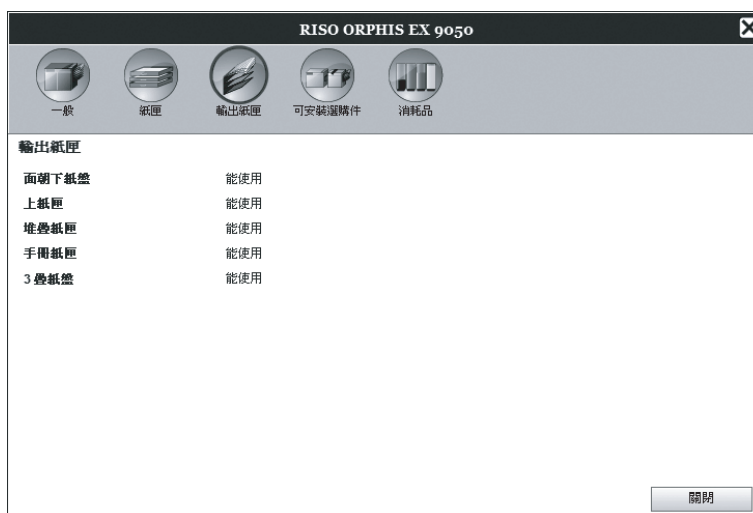 RISO ORPHIS EX 9050
一般
紙匣
輸出紙匣
可安裝選購件
消耗品
輸出紙匣
面朝下紙盤 能使用
上紙匣 能使用
堆疊紙匣 能使用
手冊紙匣 能使用
3 疊紙盤 能使用
關閉